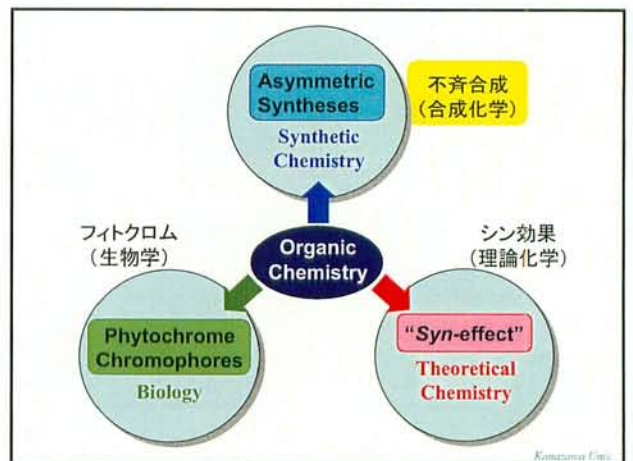 Asymmetric
Syntheses
Synthetic
Chemistry
不斉合成
(合成化学)
フィトクロム
(生物学)
Organic
Chemistry
シン効果
(理論化学)
Phytochrome
Chromophores
Biology
"Syn-effect"
Theoretical
Chemistry
Kanazawa Univ.